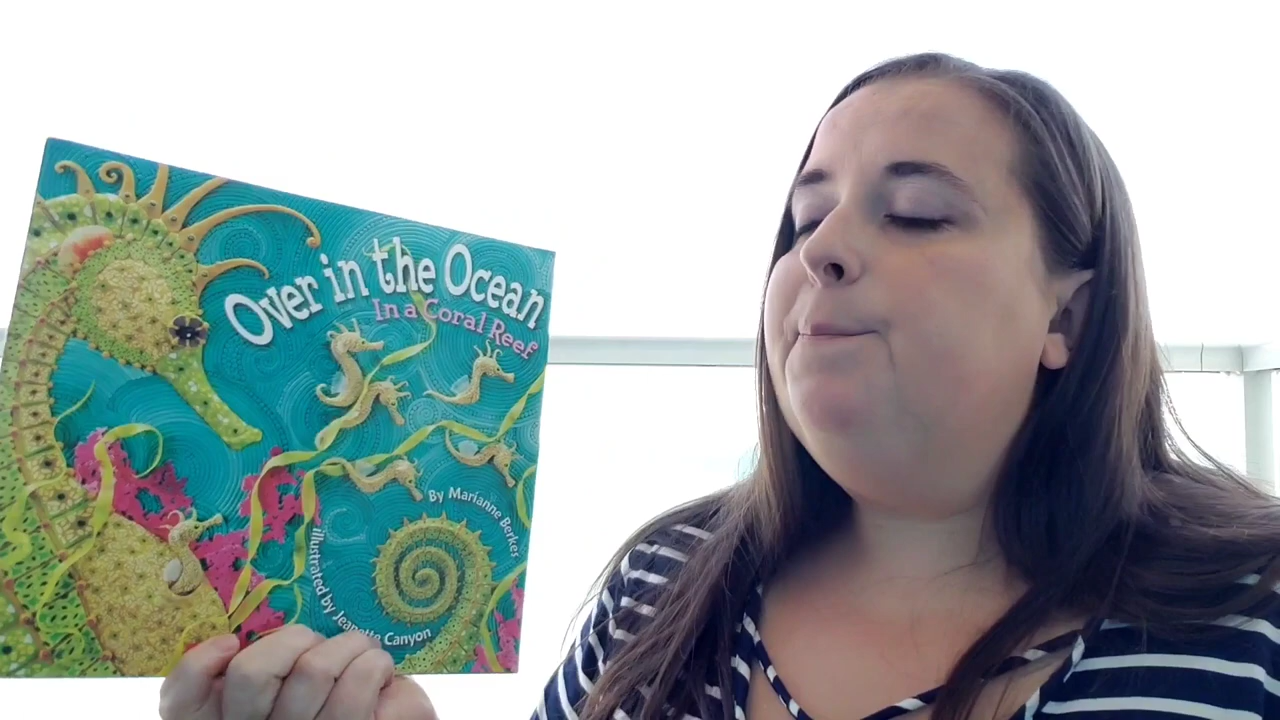 Over in the Ocean
In a Coral Reef
By Marianne Berkes
Illustrated by Jeanette Canyon